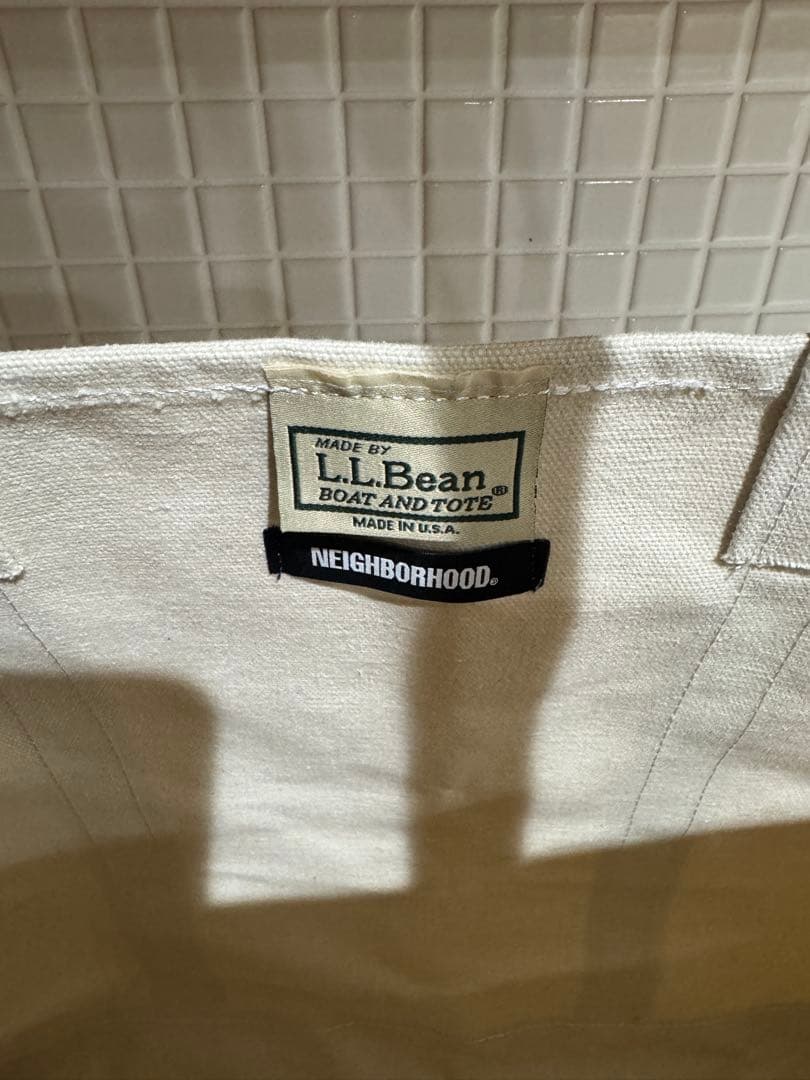 MADE BY
L.L.Bean®
BOAT AND TOTE
MADE IN U.S.A.
NEIGHBORHOOD®